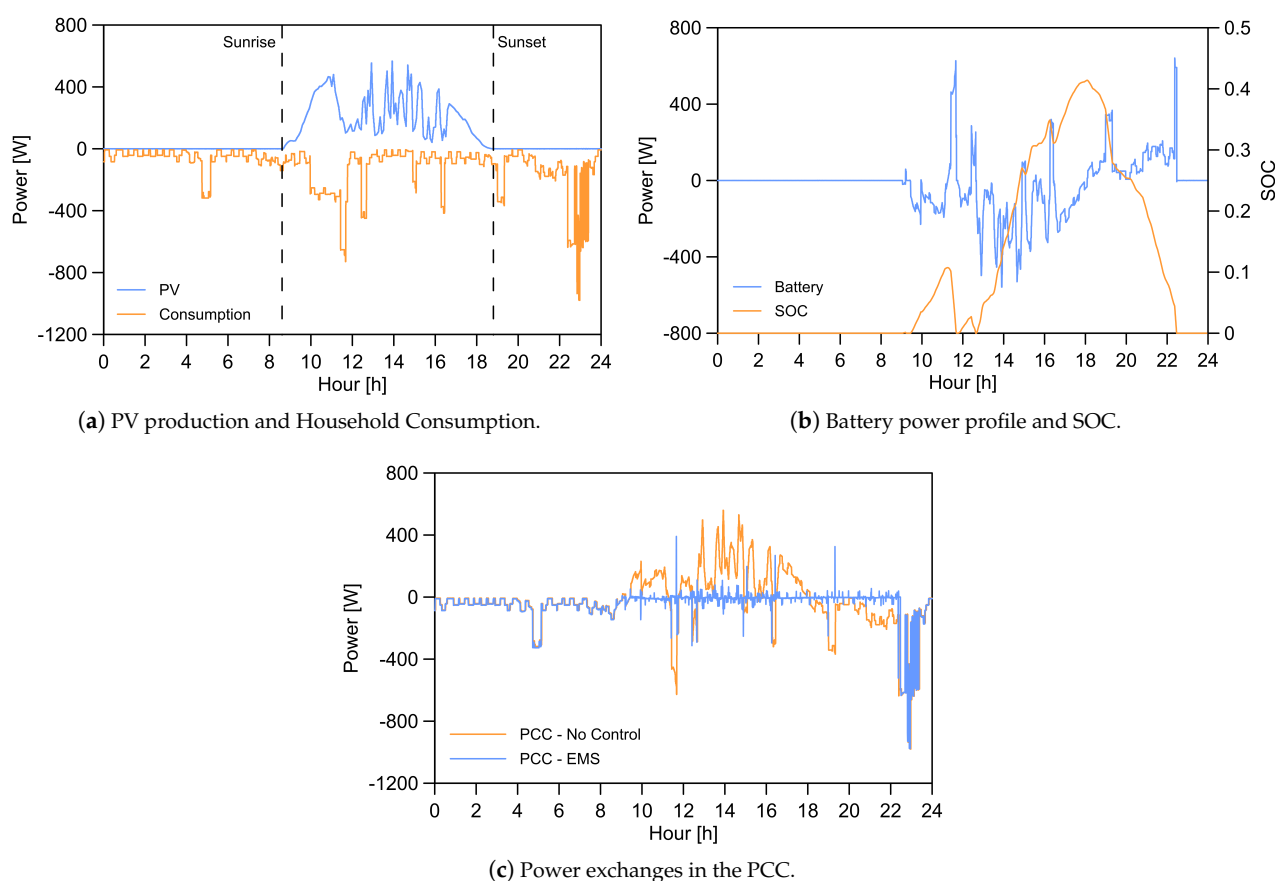 800
400
0
-400
-800
-1200
Power [W]
Sunrise
Sunset
PV
Consumption
0 2 4 6 8 10 12 14 16 18 20 22 24
Hour [h]
(a) PV production and Household Consumption.
800
400
0
-400
-800
Power [W]
Battery
SOC
0.5
0.4
0.3
0.2
0.1
0
SOC
0 2 4 6 8 10 12 14 16 18 20 22 24
Hour [h]
(b) Battery power profile and SOC.
800
400
0
-400
-800
-1200
Power [W]
PCC - No Control
PCC - EMS
0 2 4 6 8 10 12 14 16 18 20 22 24
Hour [h]
(c) Power exchanges in the PCC.